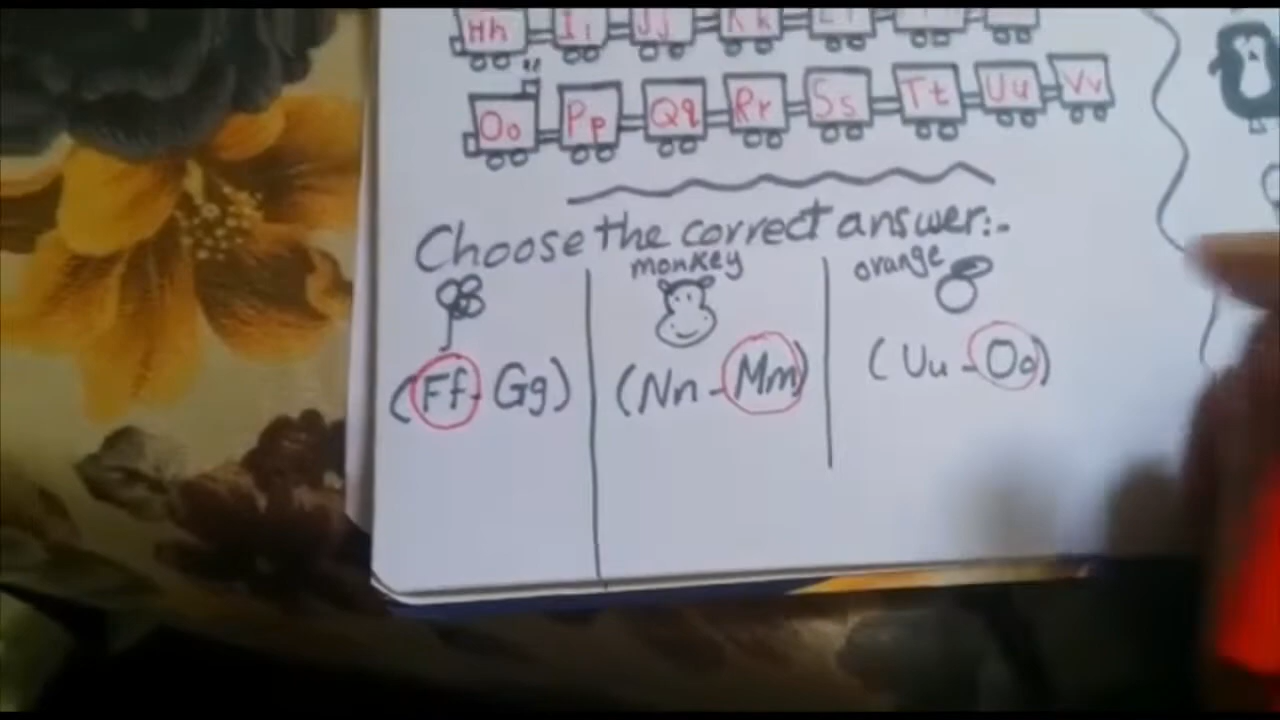 Hh Ii Jj Kk
Oo Pp Qq Rr Ss Tt Uu Vv
Choose the correct answer:-
monkey orange
(Ff - Gg) (Nn - Mm) (Uu - Oo)